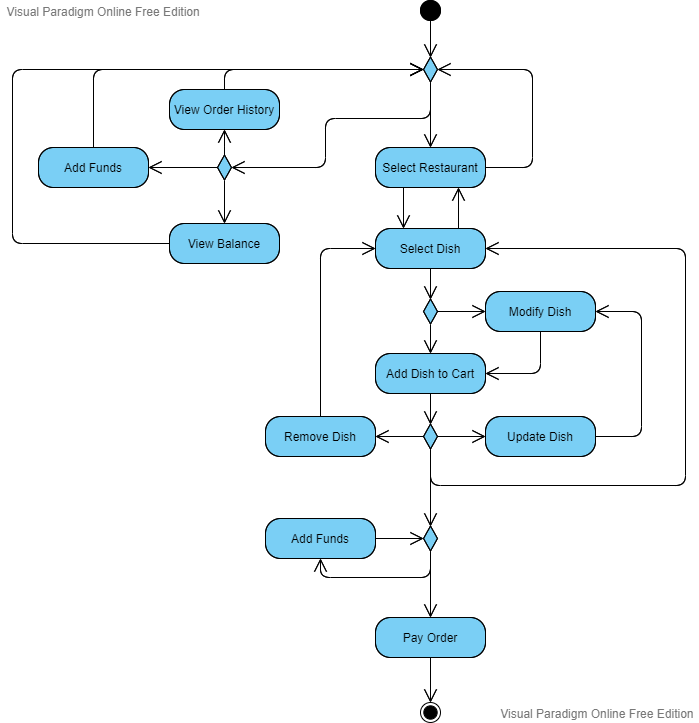 Visual Paradigm Online Free Edition
View Order History
Add Funds
Select Restaurant
View Balance
Select Dish
Modify Dish
Add Dish to Cart
Remove Dish
Update Dish
Add Funds
Pay Order
Visual Paradigm Online Free Edition